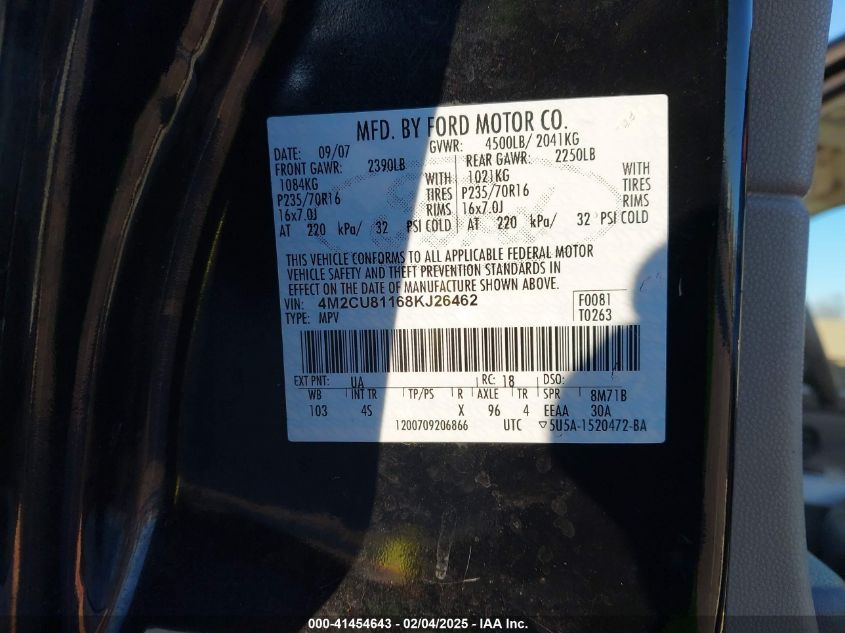 MFD. BY FORD MOTOR CO.
DATE: 09/07 GVWR: 4500LB/ 2041KG
FRONT GAWR: 2390LB REAR GAWR: 2250LB
1084KG WITH 1021KG WITH
P235/70R16 TIRES P235/70R16 TIRES
16x7.0J RIMS 16x7.0J RIMS
AT 220 kPa/ 32 PSI COLD AT 220 kPa/ 32 PSI COLD
THIS VEHICLE CONFORMS TO ALL APPLICABLE FEDERAL MOTOR
VEHICLE SAFETY AND THEFT PREVENTION STANDARDS IN
EFFECT ON THE DATE OF MANUFACTURE SHOWN ABOVE.
VIN: 4M2CU81168KJ26462 F0081
TYPE: MPV T0263
EXT PNT: UA RC: 18 DSO:
WB INT TR TP/PS R AXLE TR SPR 8M71B
103 4S X 96 4 EEAA 30A
1200709206866 UTC ▽5U5A-1520472-BA
000-41454643 - 02/04/2025 - IAA Inc.